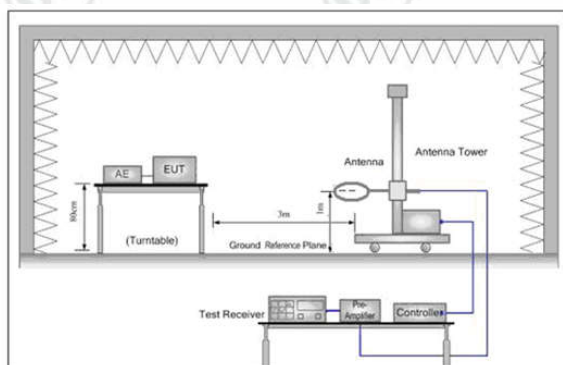 AE
EUT
80cm
(Turntable)
3m
Ground Reference Plane
1m
Antenna
Antenna Tower
Test Receiver
Pre-
Amplifier
Controller